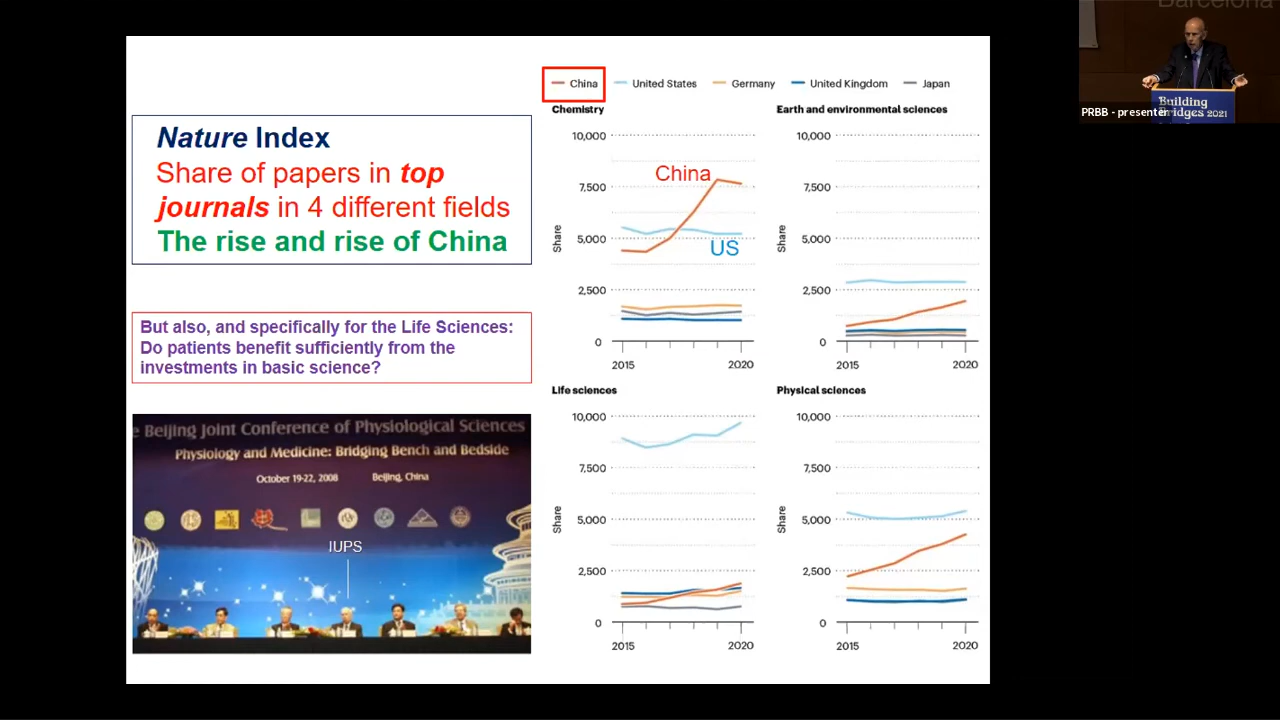 Barcelona
PRBB - presenter
Building
Bridges 2021
China
United States
Germany
United Kingdom
Japan
Nature Index
Share of papers in top
journals in 4 different fields
The rise and rise of China
But also, and specifically for the Life Sciences:
Do patients benefit sufficiently from the
investments in basic science?
e Beijing Joint Conference of Physiological Sciences
Physiology and Medicine: Bridging Bench and Bedside
October 19-22, 2008 Beijing, China
IUPS
Chemistry
10,000
7,500
5,000
2,500
0
Share
China
US
2015 2020
Earth and environmental sciences
10,000
7,500
5,000
2,500
0
Share
2015 2020
Life sciences
10,000
7,500
5,000
2,500
0
Share
2015 2020
Physical sciences
10,000
7,500
5,000
2,500
0
Share
2015 2020